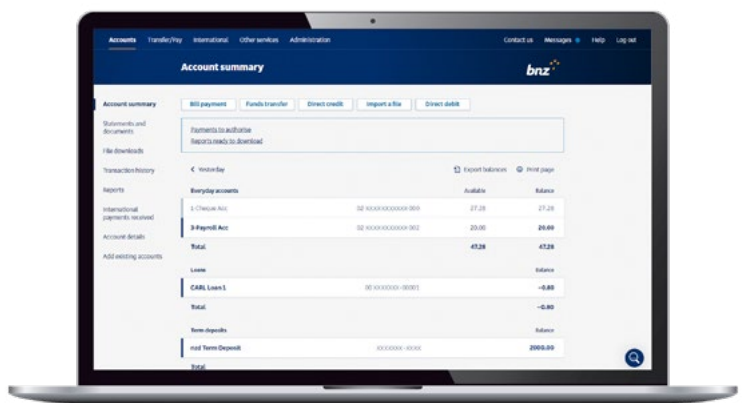 Accounts Transfer/Pay International Other services Administration Contact us Messages Help Log out
Account summary
bnz
Account summary Bill payment Funds transfer Direct credit Import a file Direct debit
Statements and documents
Payments to authorise
Reports ready to download
File downloads
Transaction history
< Yesterday Export balances Print page
Reports
Everyday accounts Available Balance
International payments received
1-Cheque Acc 27.28 27.28
3-Payroll Acc 20.00 20.00
Account details
Total 47.28 47.28
Add existing accounts
Loans Balance
CARL Loan 1 -0.80
Total -0.80
Term deposits Balance
nzd Term Deposit 2000.00
Total